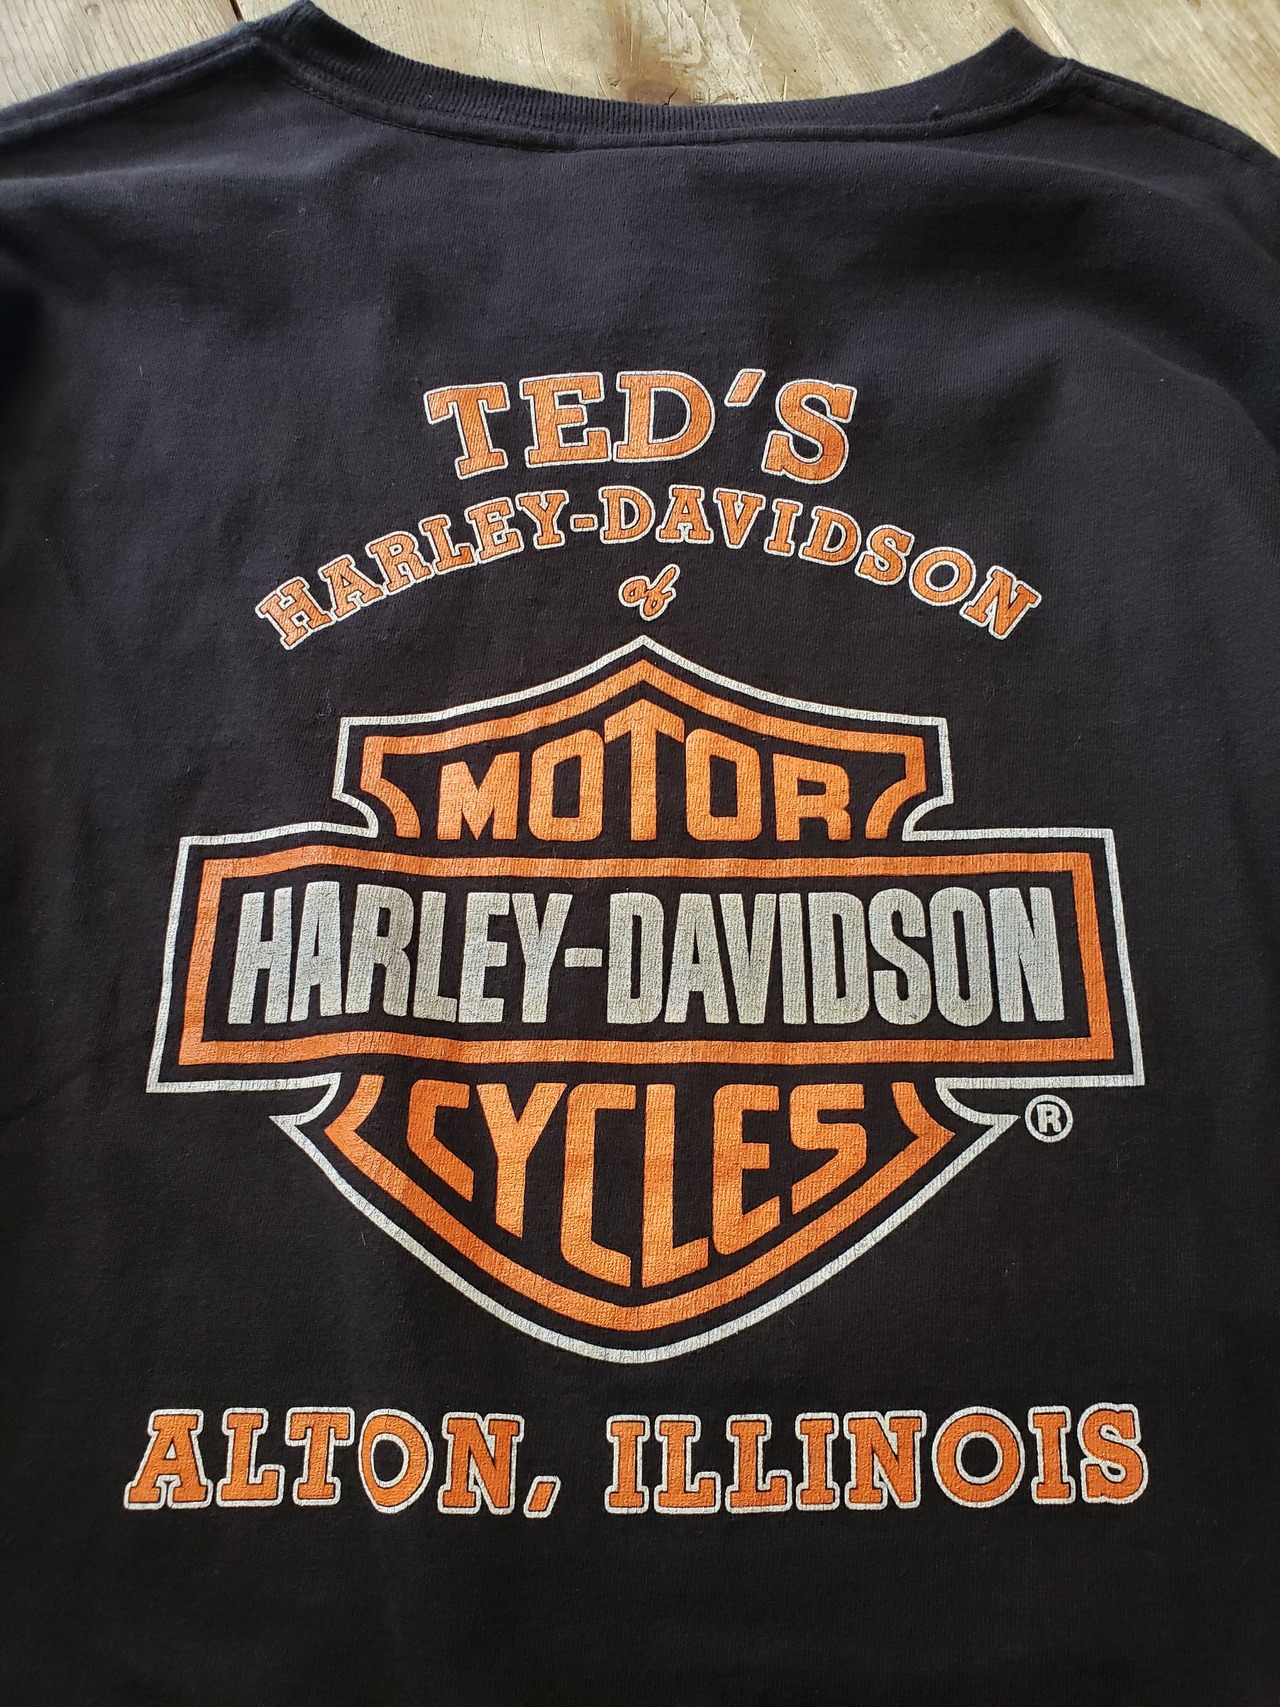 TED'S
HARLEY-DAVIDSON
of
MOTOR
HARLEY-DAVIDSON
CYCLES
®
ALTON, ILLINOIS